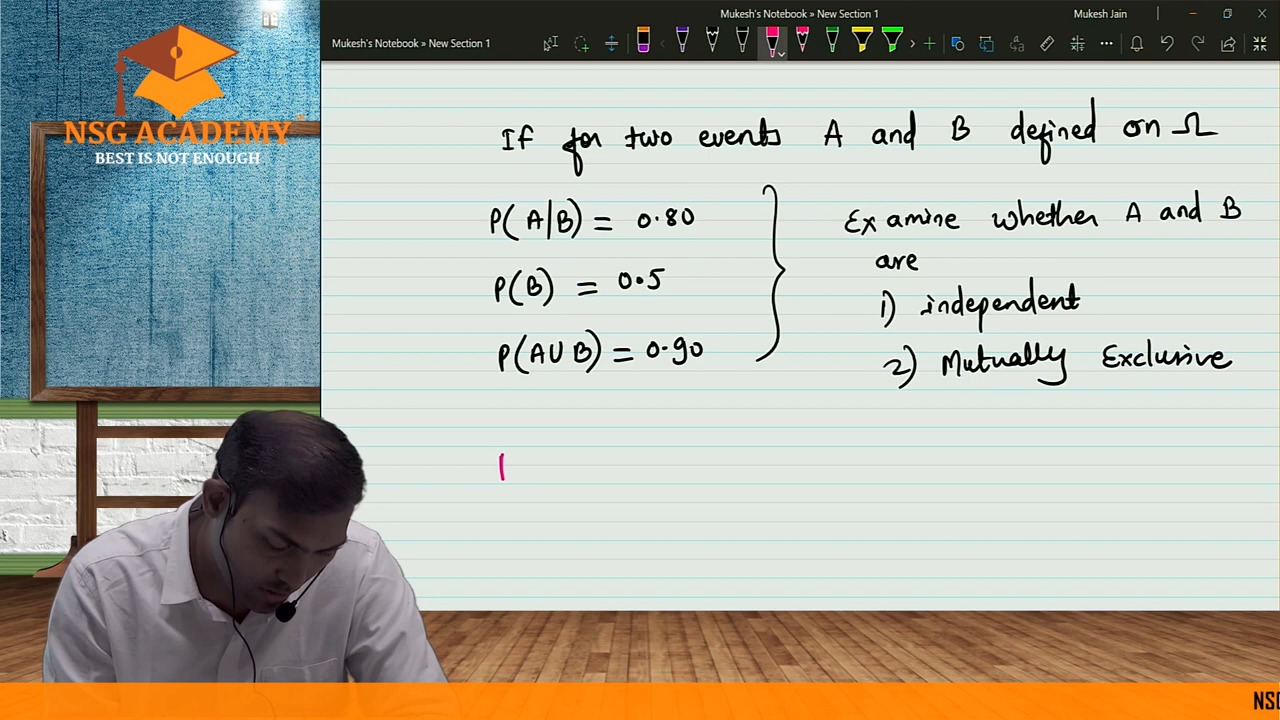 Mukesh's Notebook » New Section 1
Mukesh Jain
Mukesh's Notebook » New Section 1
NSG ACADEMY
BEST IS NOT ENOUGH
If for two events A and B defined on Ω
P(A|B) = 0.80
P(B) = 0.5
P(A∪B) = 0.90
Examine whether A and B
are
1) independent
2) Mutually Exclusive
NSG